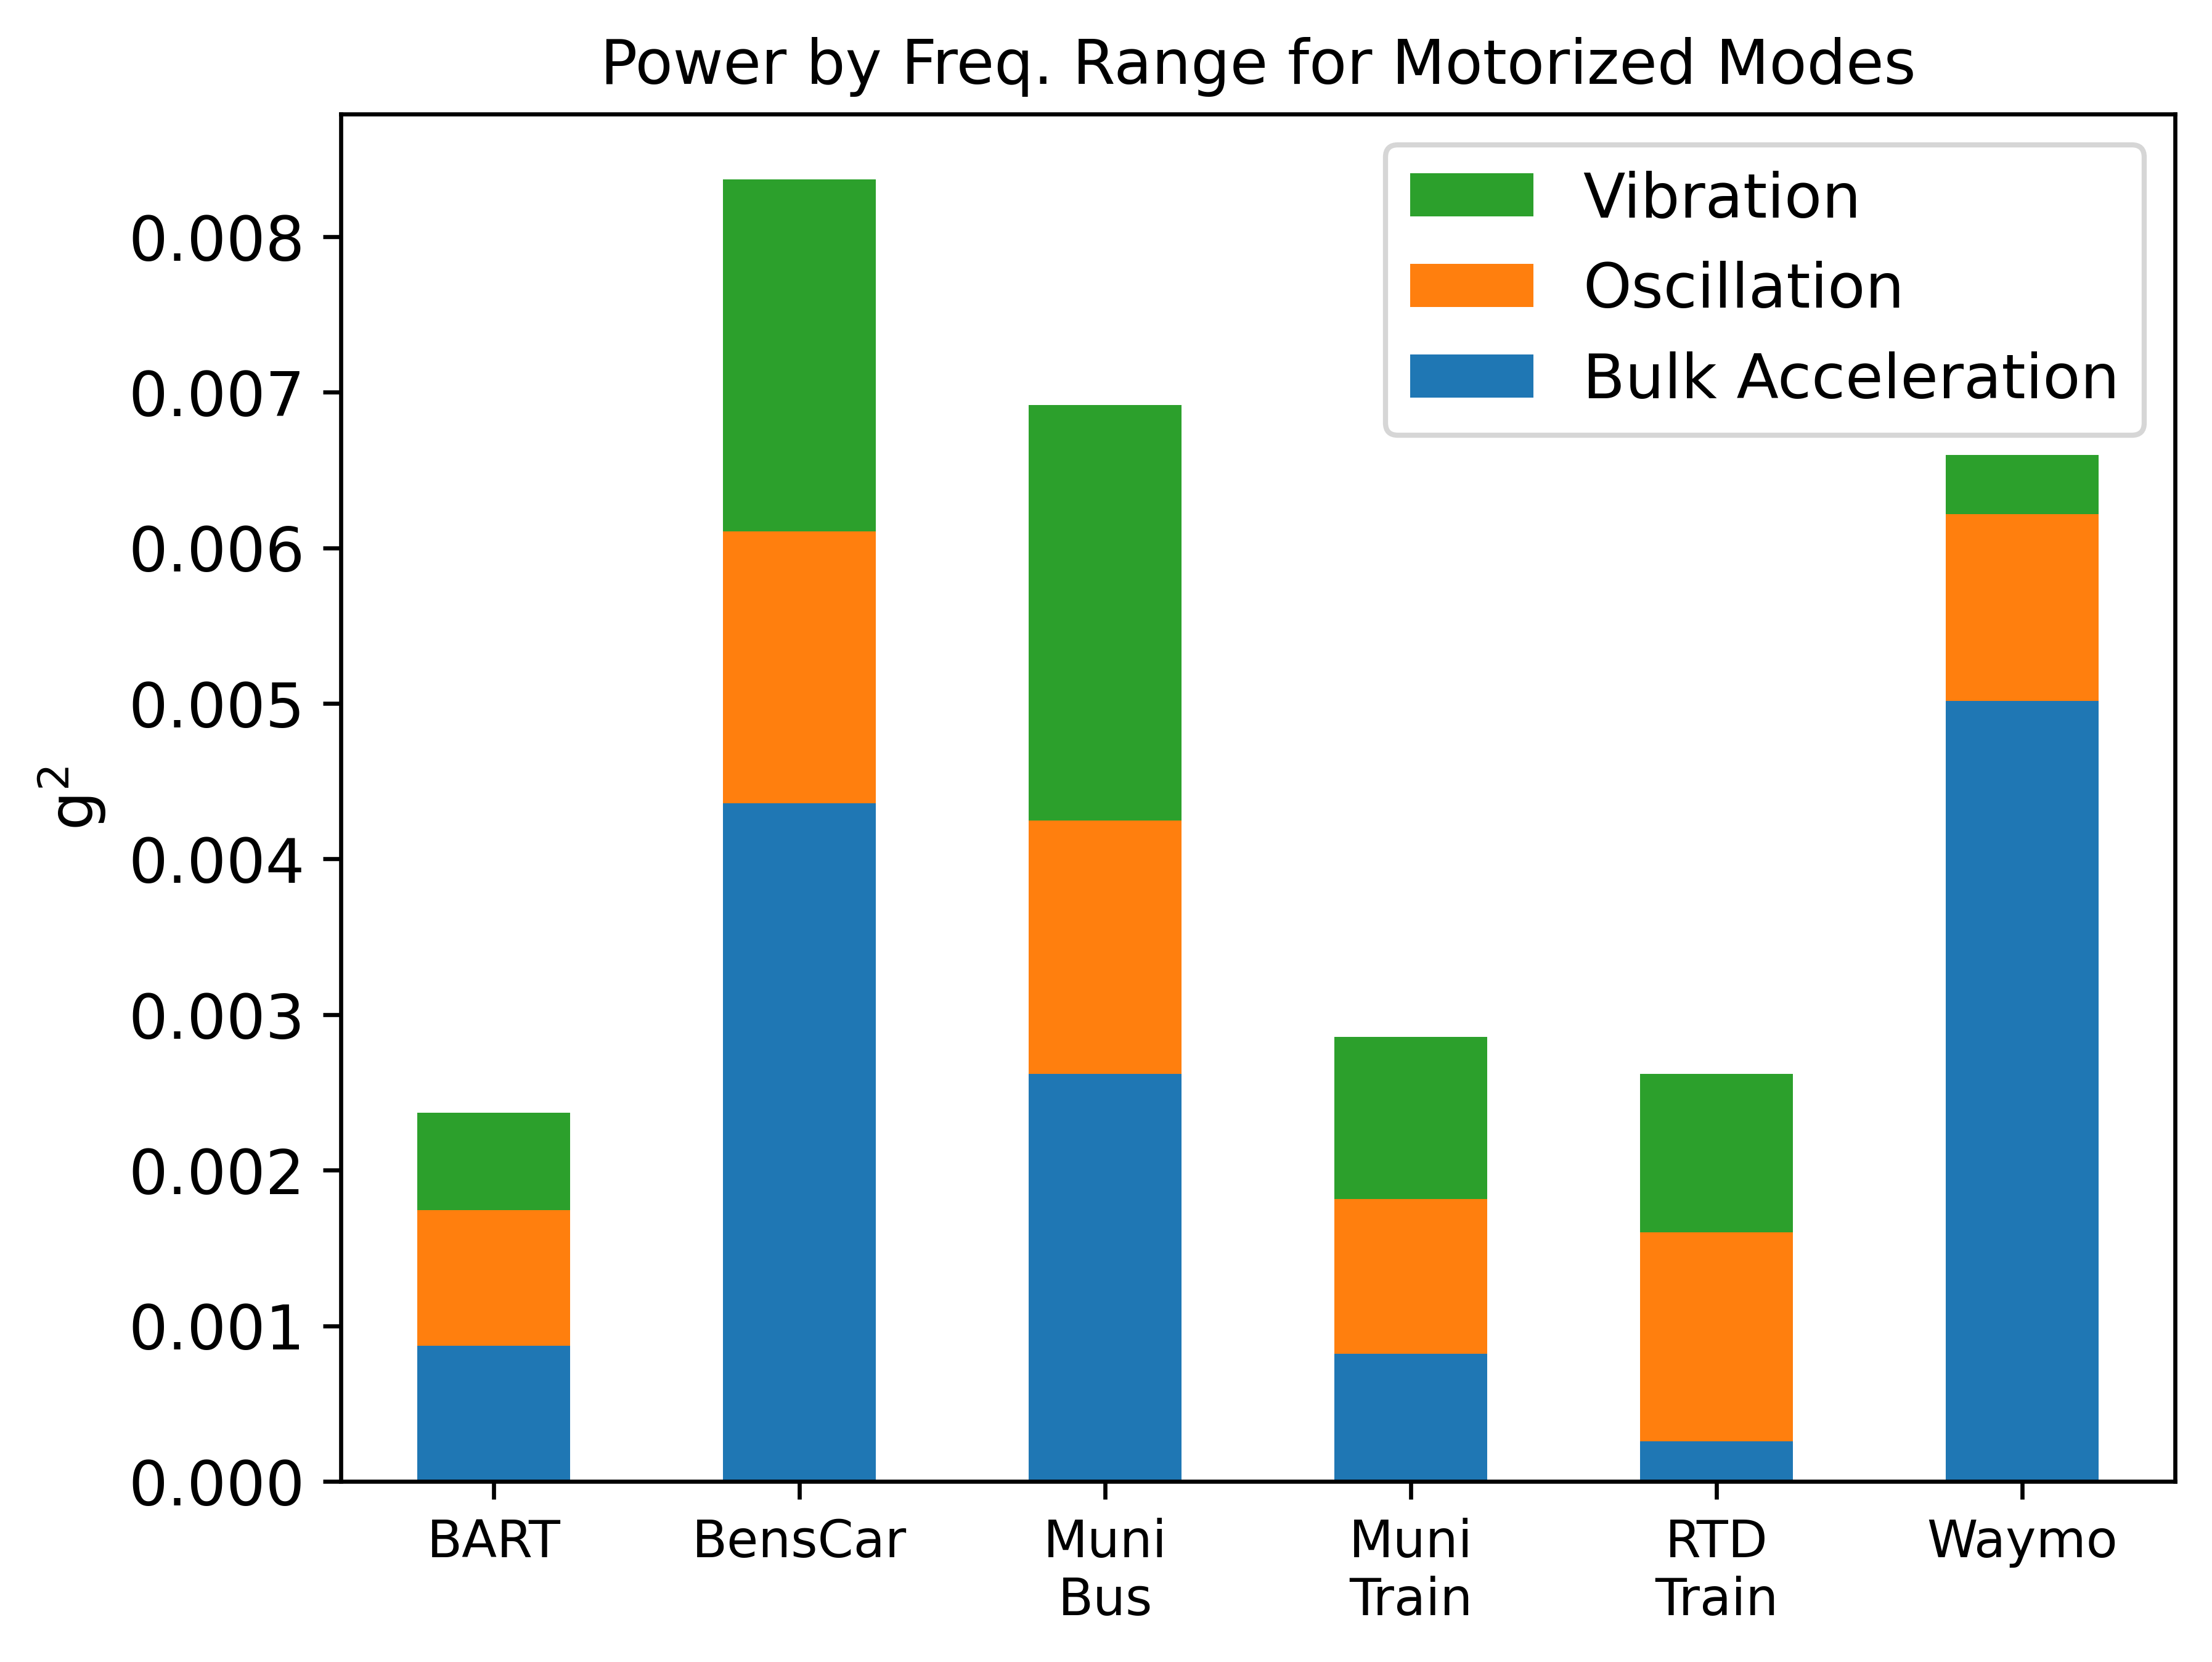 Power by Freq. Range for Motorized Modes
Vibration
Oscillation
Bulk Acceleration
g²
0.008
0.007
0.006
0.005
0.004
0.003
0.002
0.001
0.000
BART
BensCar
Muni
Bus
Muni
Train
RTD
Train
Waymo